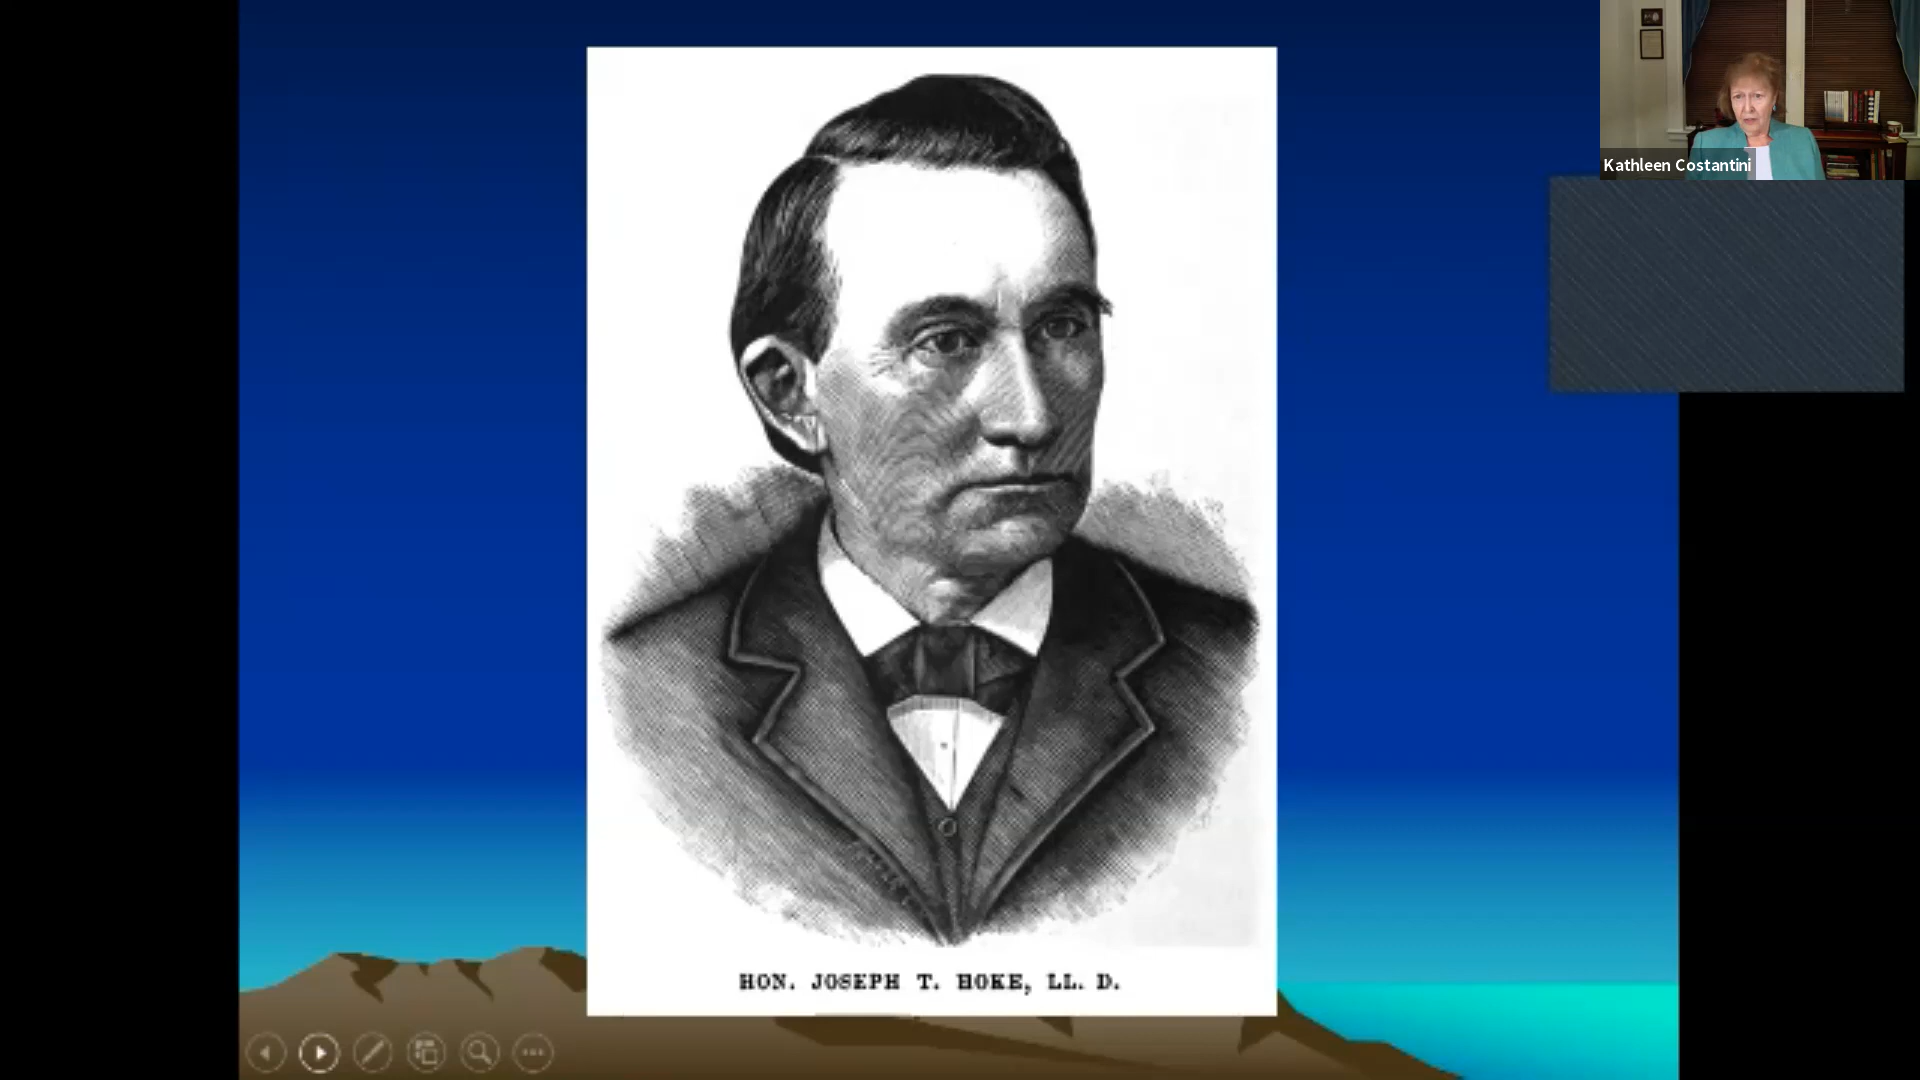 Kathleen Costantini
HON. JOSEPH T. HOKE, LL. D.